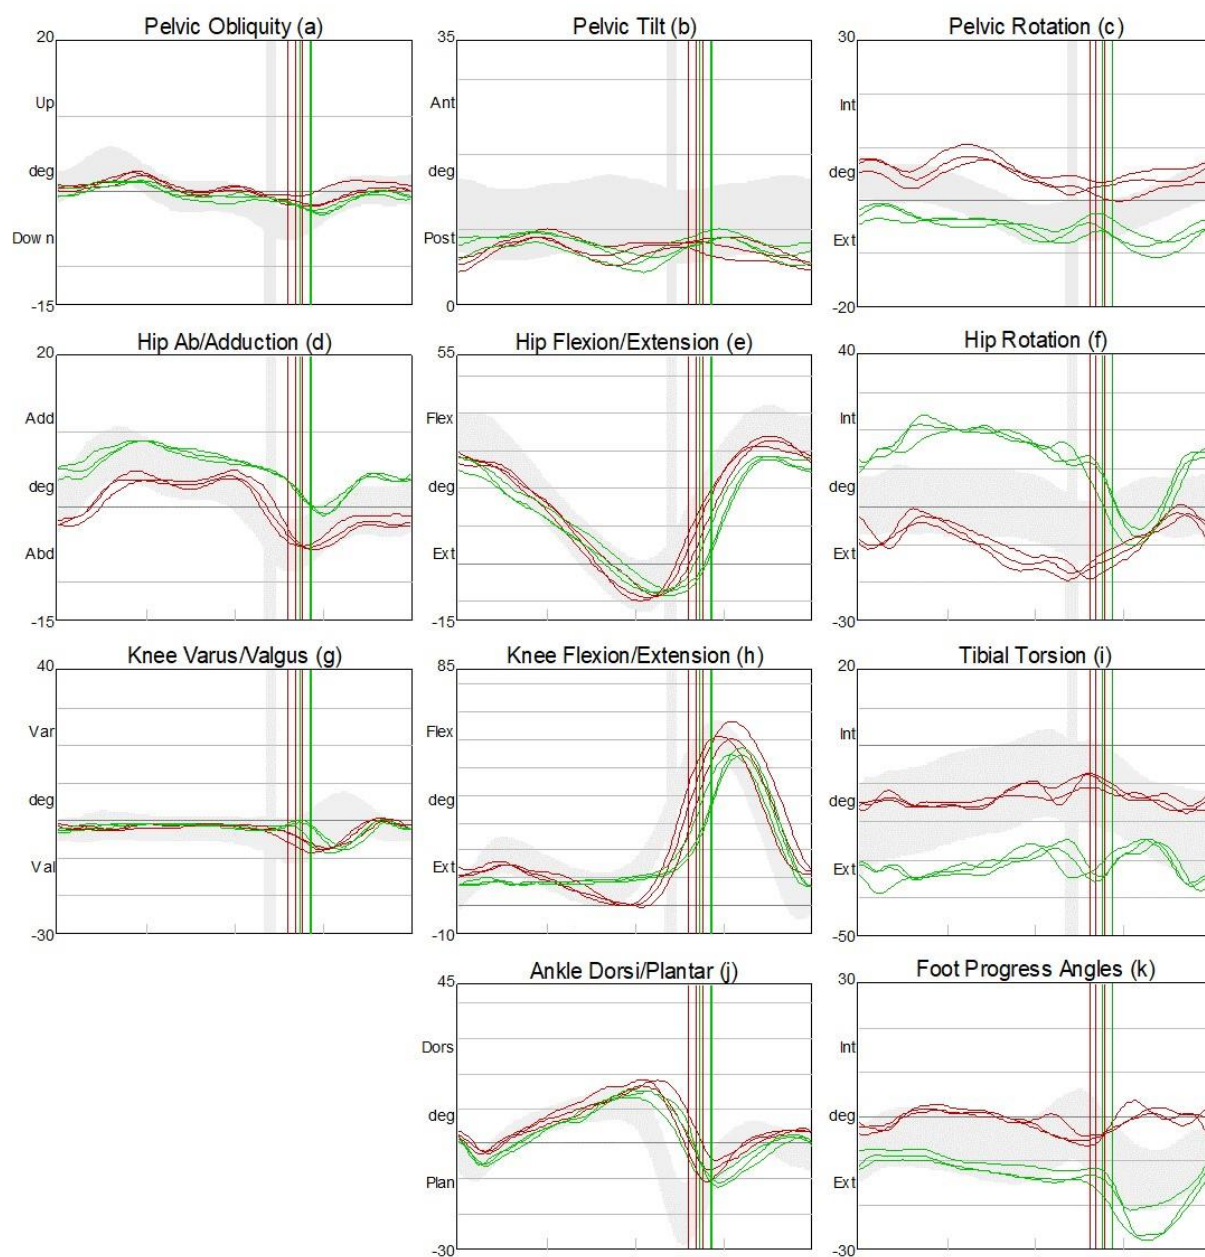 Pelvic Obliquity (a)
20
Up
deg
Down
-15
Pelvic Tilt (b)
35
Ant
deg
Post
0
Pelvic Rotation (c)
30
Int
deg
Ext
-20
Hip Ab/Adduction (d)
20
Add
deg
Abd
-15
Hip Flexion/Extension (e)
55
Flex
deg
Ext
-15
Hip Rotation (f)
40
Int
deg
Ext
-30
Knee Varus/Valgus (g)
40
Var
deg
Val
-30
Knee Flexion/Extension (h)
85
Flex
deg
Ext
-10
Tibial Torsion (i)
20
Int
deg
Ext
-50
Ankle Dorsi/Plantar (j)
45
Dors
deg
Plan
-30
Foot Progress Angles (k)
30
Int
deg
Ext
-30